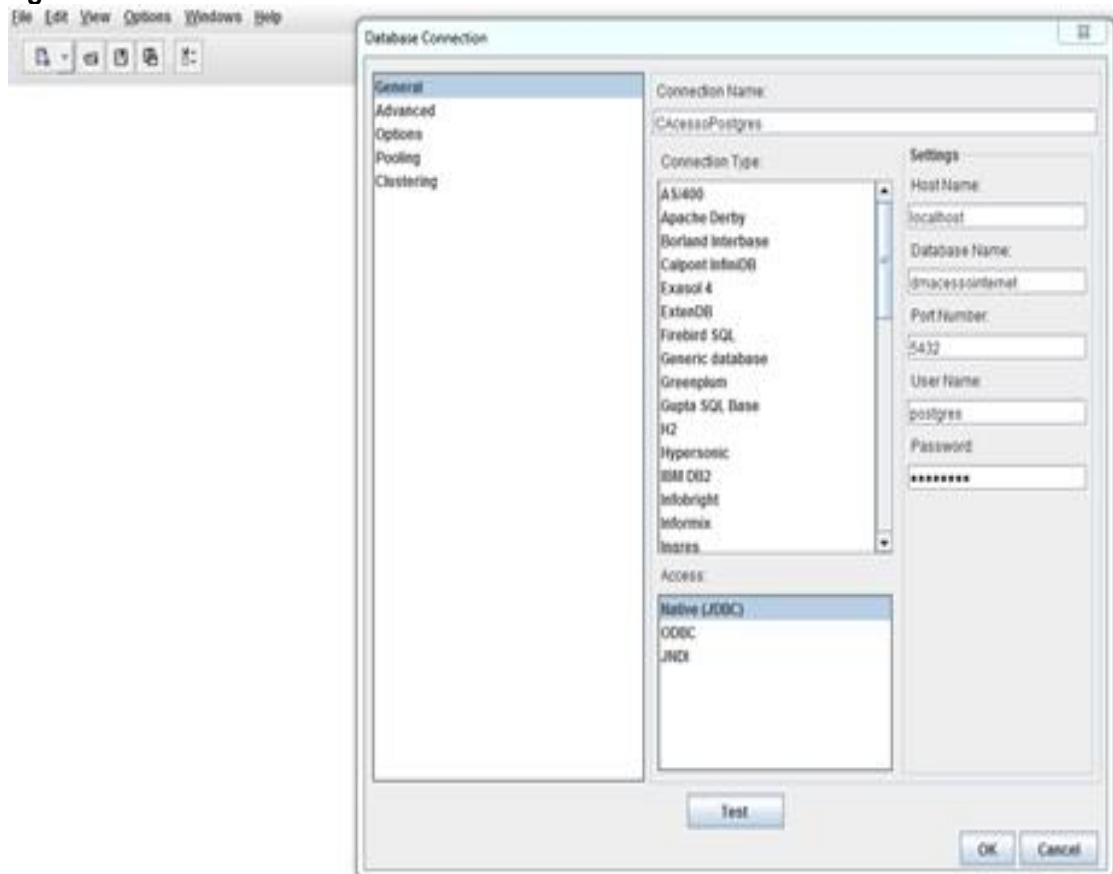 File Edit View Options Windows Help
Database Connection
General
Advanced
Options
Pooling
Clustering
Connection Name:
CAcessoPostgres
Connection Type:
AS/400
Apache Derby
Borland Interbase
Calpont InfiniDB
Exasol 4
ExtenDB
Firebird SQL
Generic database
Greenplum
Gupta SQL Base
H2
Hypersonic
IBM DB2
Infobright
Informix
Ingres
Access:
Native (JDBC)
ODBC
JNDI
Settings
Host Name:
localhost
Database Name:
dmacessointernet
Port Number:
5432
User Name:
postgres
Password:
Test
OK Cancel